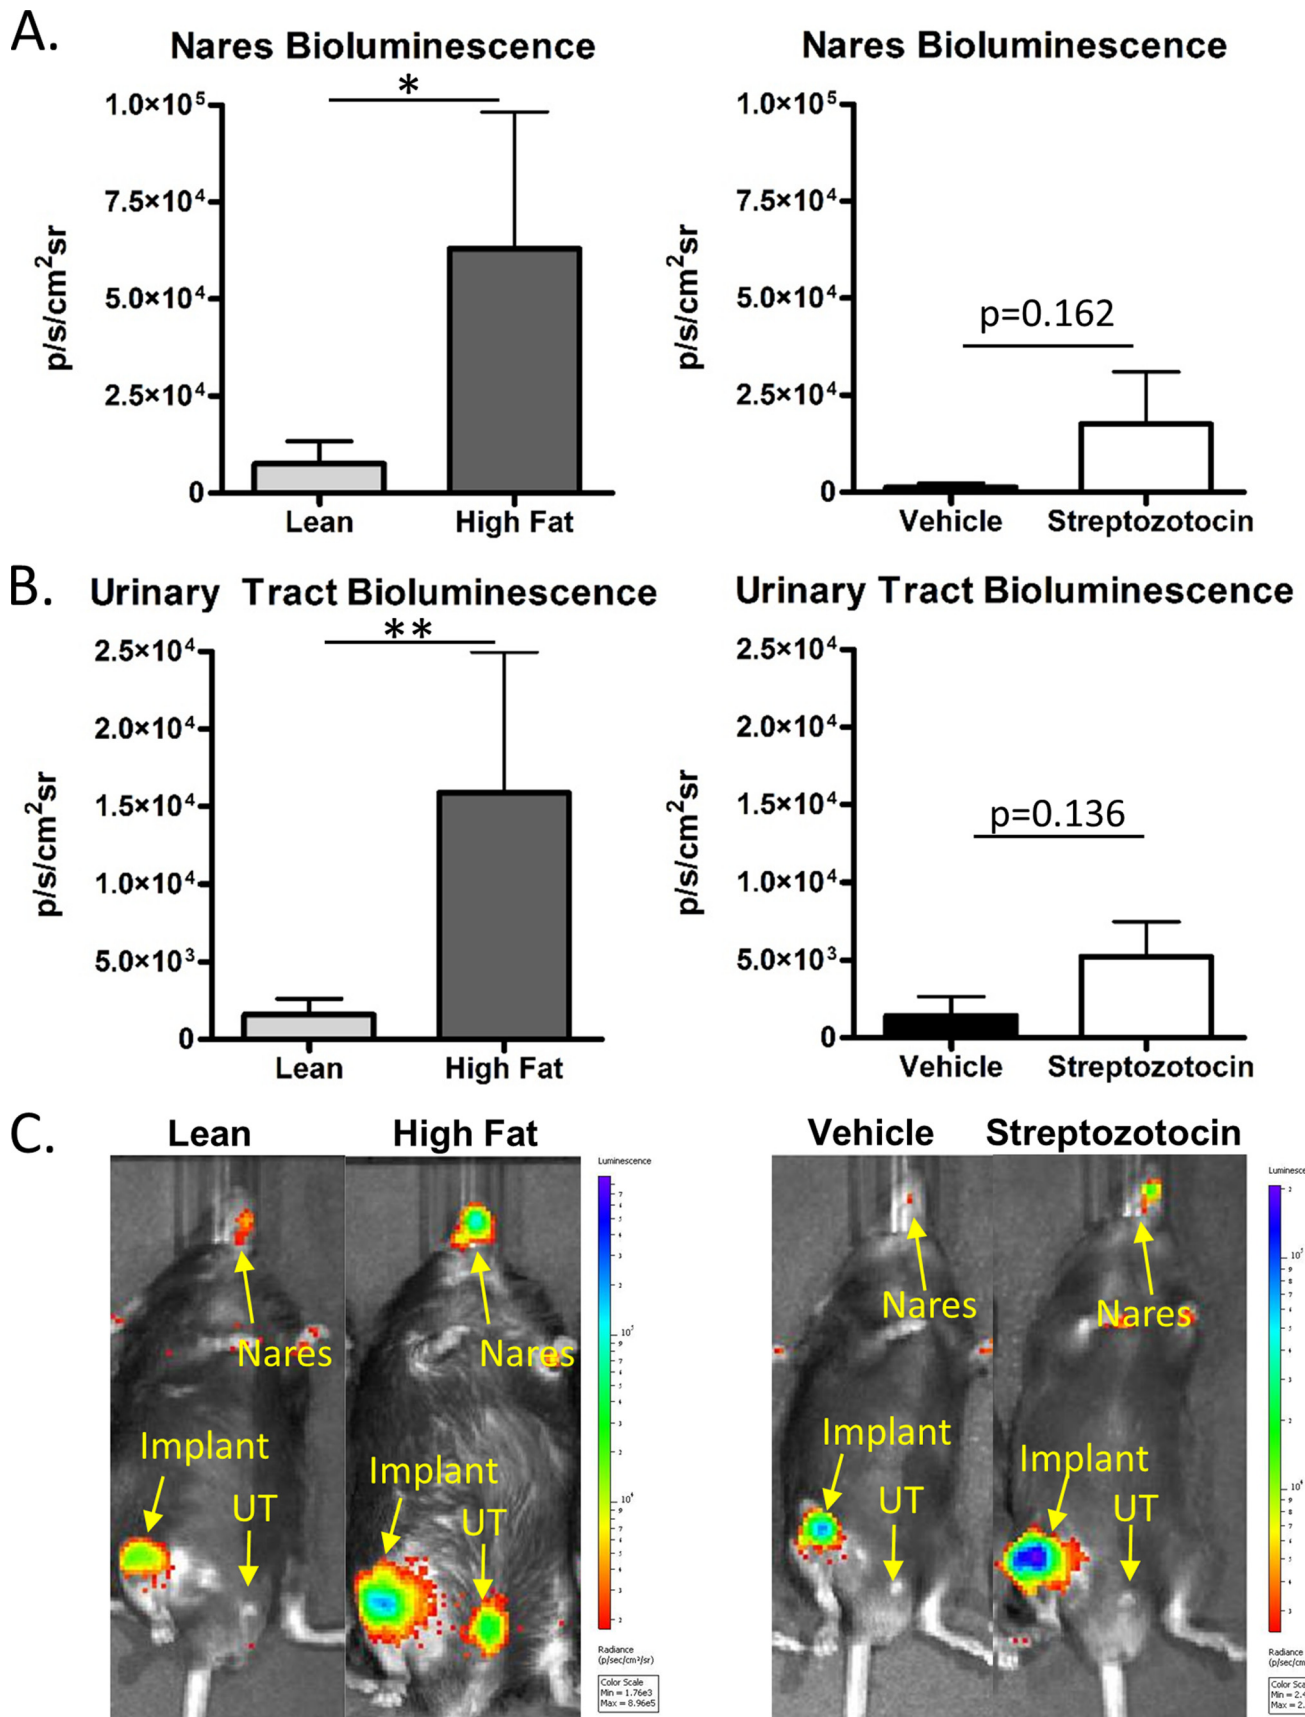 A.
Nares Bioluminescence
*
1.0×10⁵
7.5×10⁴
5.0×10⁴
2.5×10⁴
0
p/s/cm²sr
Lean
High Fat
Nares Bioluminescence
1.0×10⁵
7.5×10⁴
5.0×10⁴
2.5×10⁴
0
p/s/cm²sr
p=0.162
Vehicle
Streptozotocin
B.
Urinary Tract Bioluminescence
**
2.5×10⁴
2.0×10⁴
1.5×10⁴
1.0×10⁴
5.0×10³
0
p/s/cm²sr
Lean
High Fat
Urinary Tract Bioluminescence
2.5×10⁴
2.0×10⁴
1.5×10⁴
1.0×10⁴
5.0×10³
0
p/s/cm²sr
p=0.136
Vehicle
Streptozotocin
C.
Lean
High Fat
Nares
Nares
Implant
Implant
UT
UT
Luminescence
Radiance
(p/sec/cm²/sr)
Color Scale
Min = 1.76e3
Max = 8.96e5
Vehicle
Streptozotocin
Nares
Nares
Implant
Implant
UT
UT
Radiance
Min = 2.4
Max = 2.